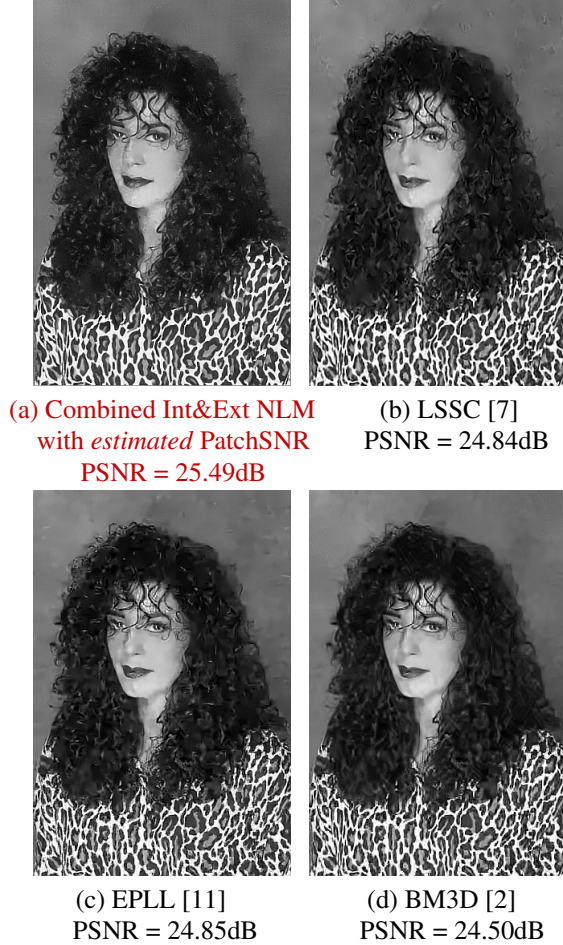 (a) Combined Int&Ext NLM
with estimated PatchSNR
PSNR = 25.49dB
(b) LSSC [7]
PSNR = 24.84dB
(c) EPLL [11]
PSNR = 24.85dB
(d) BM3D [2]
PSNR = 24.50dB